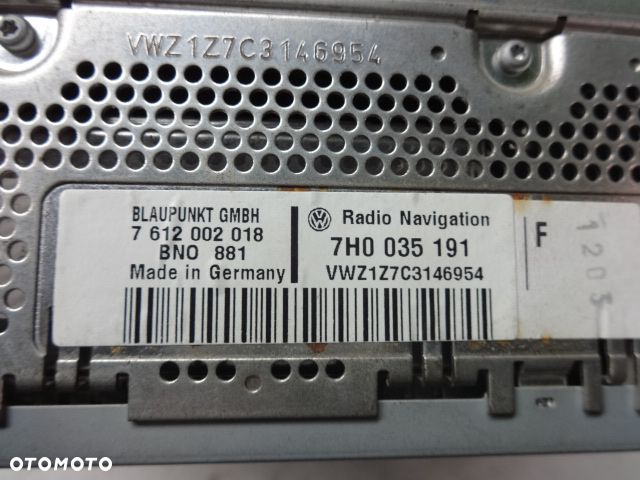 VWZ1Z7C3146954
BLAUPUNKT GMBH
7 612 002 018
BNO 881
Made in Germany
Radio Navigation
7H0 035 191
VWZ1Z7C3146954
F
1203
OTOMOTO